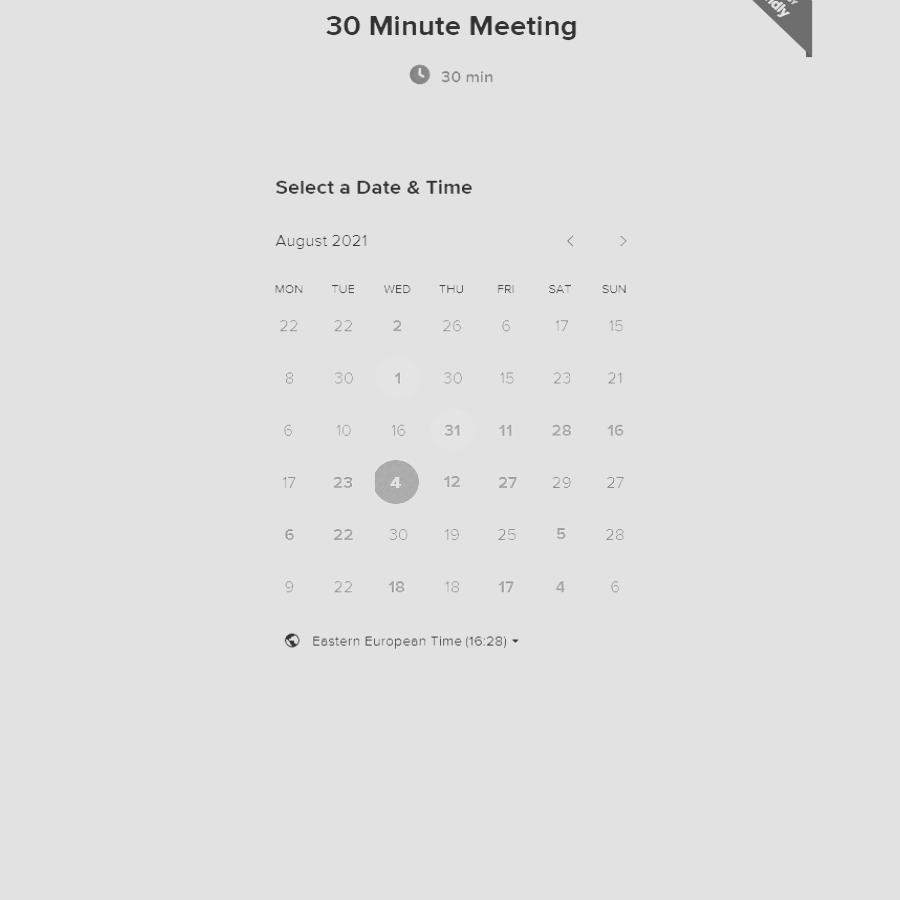 30 Minute Meeting
30 min
Select a Date & Time
August 2021
MON TUE WED THU FRI SAT SUN
22 22 2 26 6 17 15
8 30 1 30 15 23 21
6 10 16 31 11 28 16
17 23 4 12 27 29 27
6 22 30 19 25 5 28
9 22 18 18 17 4 6
Eastern European Time (16:28)